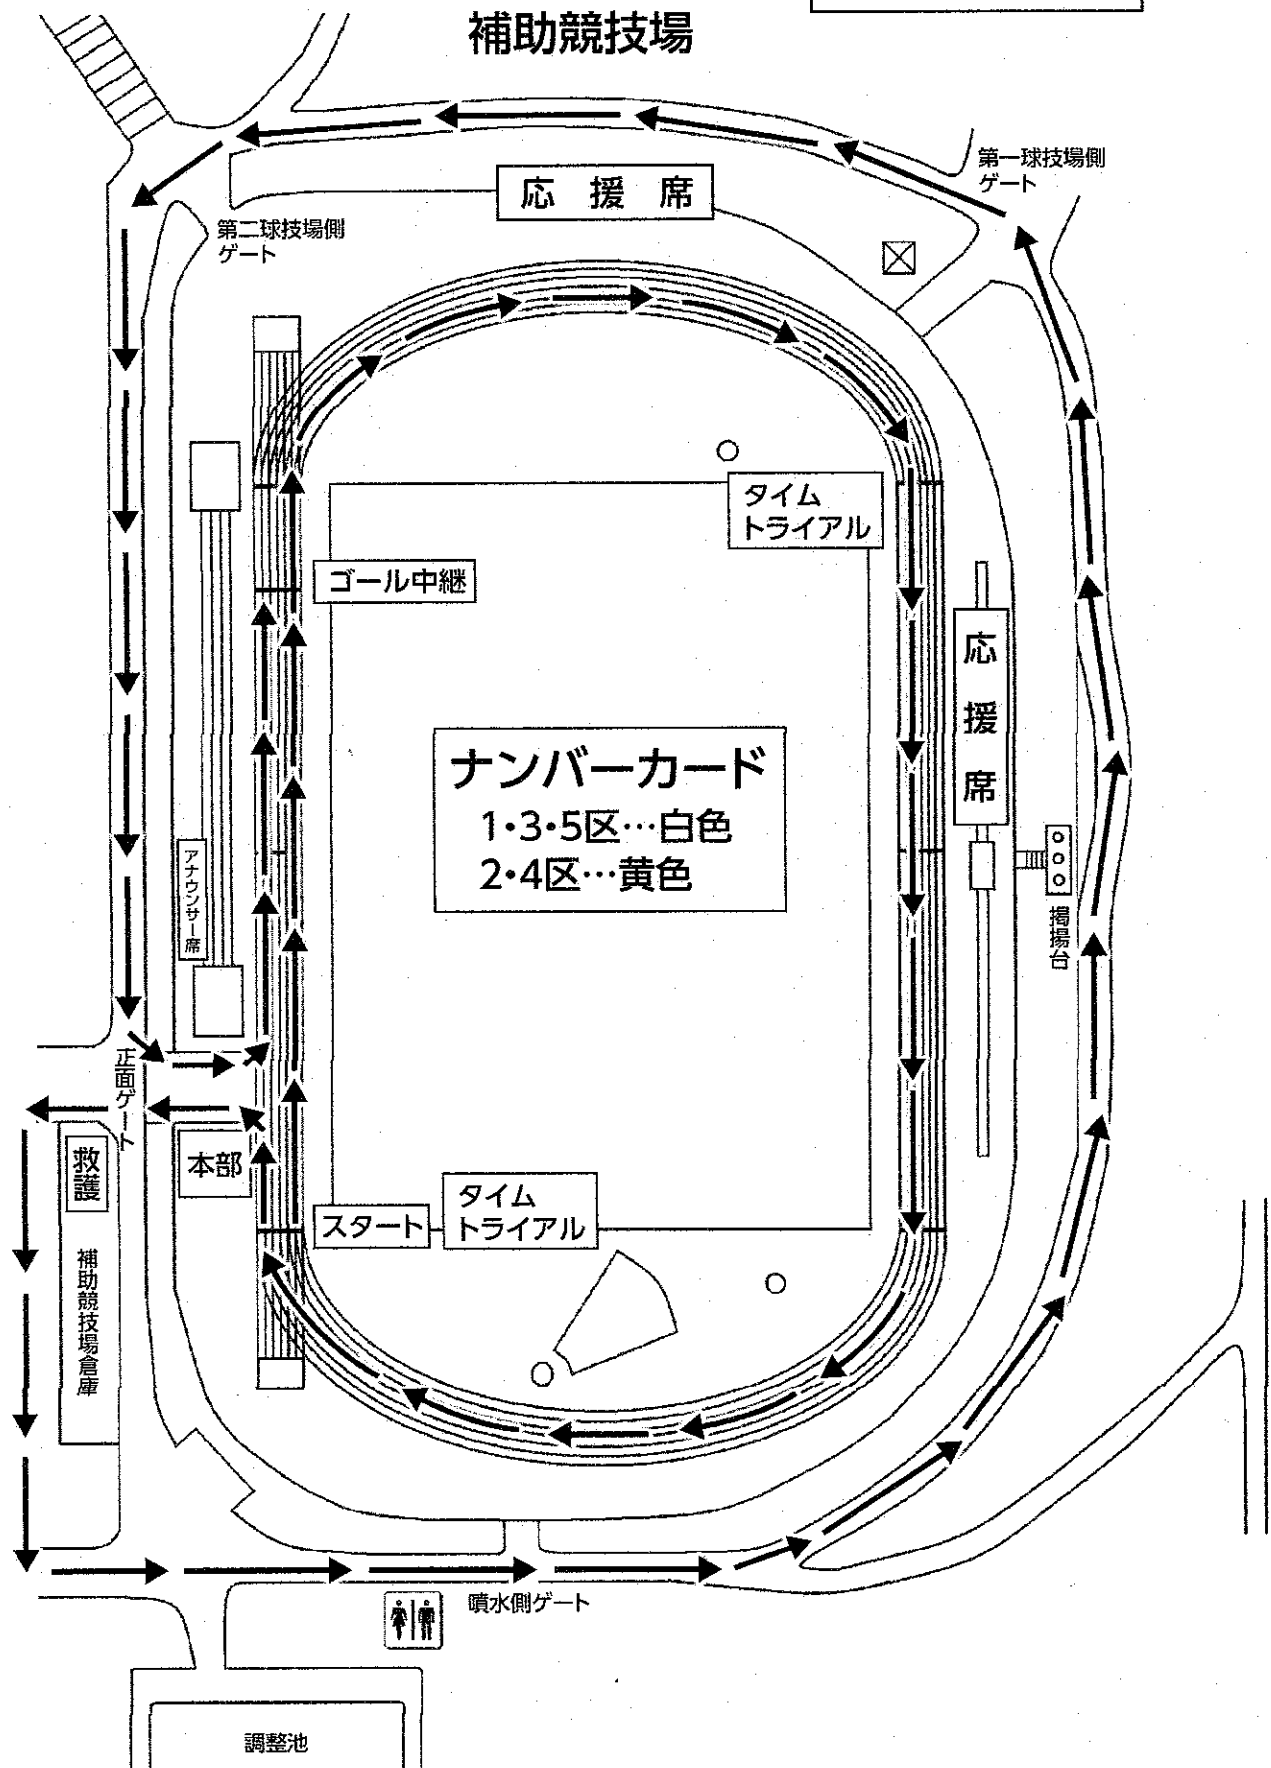 補助競技場
第一球技場側
ゲート
応援席
第二球技場側
ゲート
タイム
トライアル
ゴール中継
応援席
ナンバーカード
1・3・5区…白色
2・4区…黄色
アナウンサー席
掲揚台
正面ゲート
救護
本部
スタート
タイム
トライアル
補助競技場倉庫
噴水側ゲート
調整池